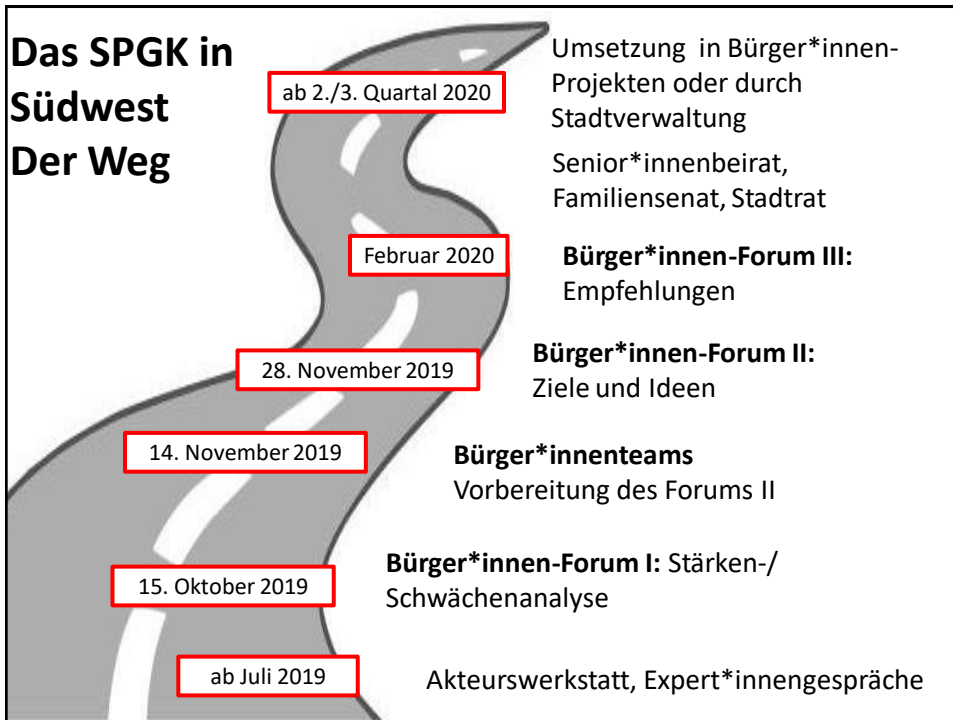 Das SPGK in
Südwest
Der Weg
ab 2./3. Quartal 2020
Umsetzung in Bürger*innen-
Projekten oder durch
Stadtverwaltung
Senior*innenbeirat,
Familiensenat, Stadtrat
Februar 2020
Bürger*innen-Forum III:
Empfehlungen
28. November 2019
Bürger*innen-Forum II:
Ziele und Ideen
14. November 2019
Bürger*innenteams
Vorbereitung des Forums II
15. Oktober 2019
Bürger*innen-Forum I: Stärken-/
Schwächenanalyse
ab Juli 2019
Akteurswerkstatt, Expert*innengespräche